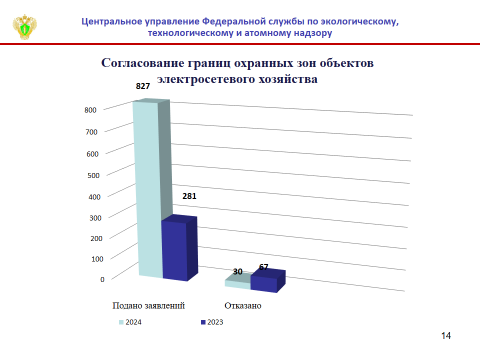 Центральное управление Федеральной службы по экологическому,
технологическому и атомному надзору
Согласование границ охранных зон объектов
электросетевого хозяйства
827
800
700
600
500
400
300
200
100
0
281
30
67
Подано заявлений
Отказано
2024
2023
14